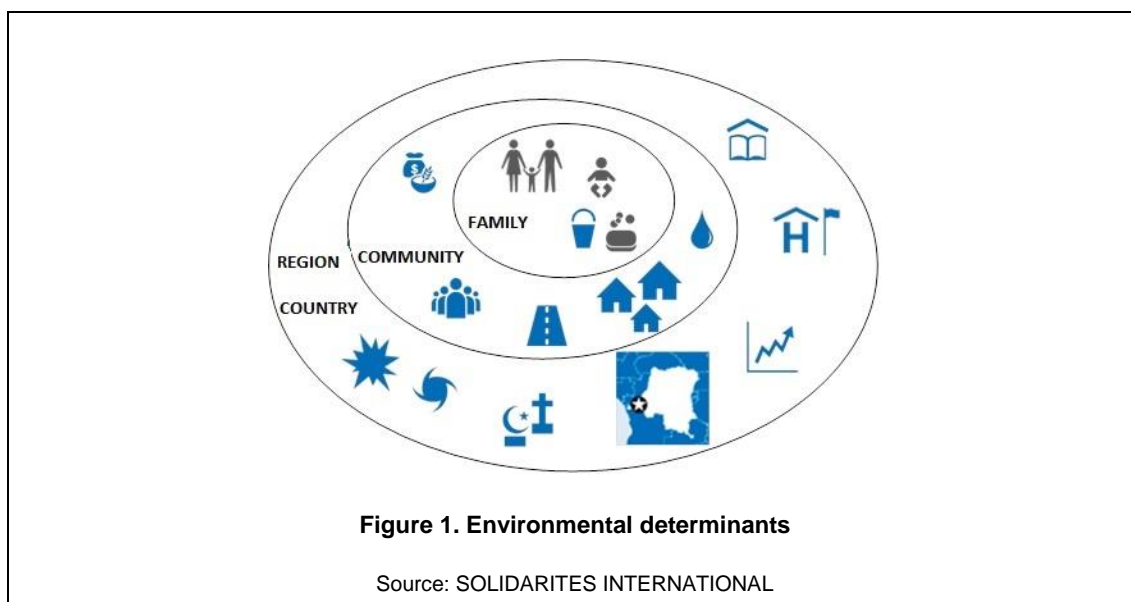 FAMILY
COMMUNITY
REGION
COUNTRY
$
H
Figure 1. Environmental determinants
Source: SOLIDARITES INTERNATIONAL